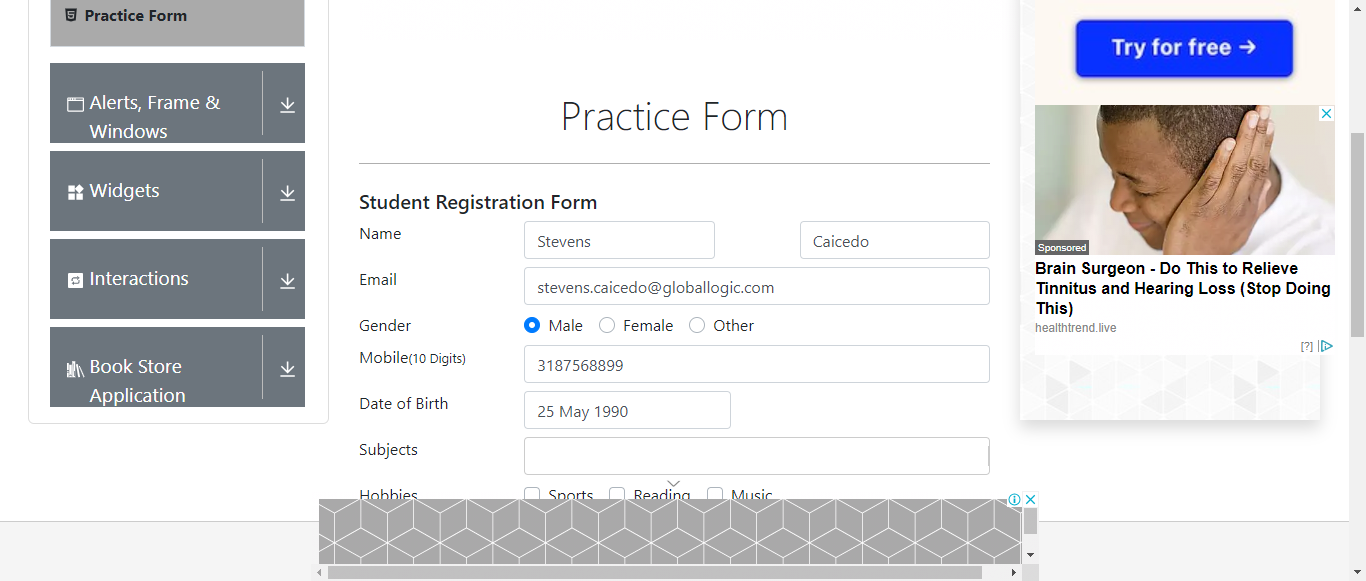 Practice Form
Alerts, Frame &
Windows
Widgets
Interactions
Book Store
Application
Practice Form
Student Registration Form
Name
Stevens
Caicedo
Email
stevens.caicedo@globallogic.com
Gender
Male
Female
Other
Mobile(10 Digits)
3187568899
Date of Birth
25 May 1990
Subjects
Hobbies
Sports
Reading
Music
Try for free →
Sponsored
Brain Surgeon - Do This to Relieve
Tinnitus and Hearing Loss (Stop Doing
This)
healthtrend.live
[?]